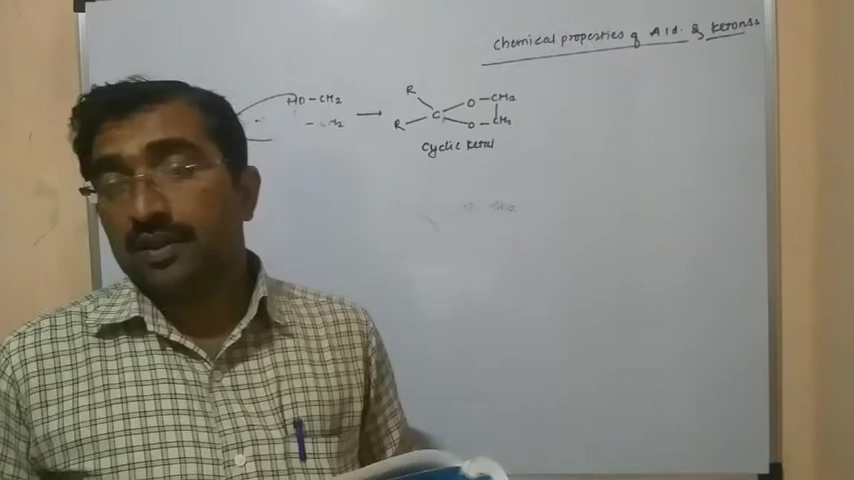 Chemical properties of Ald. & ketones
HO-CH2
-CH2
R
R
C
O-CH2
O-CH2
Cyclic Ketal